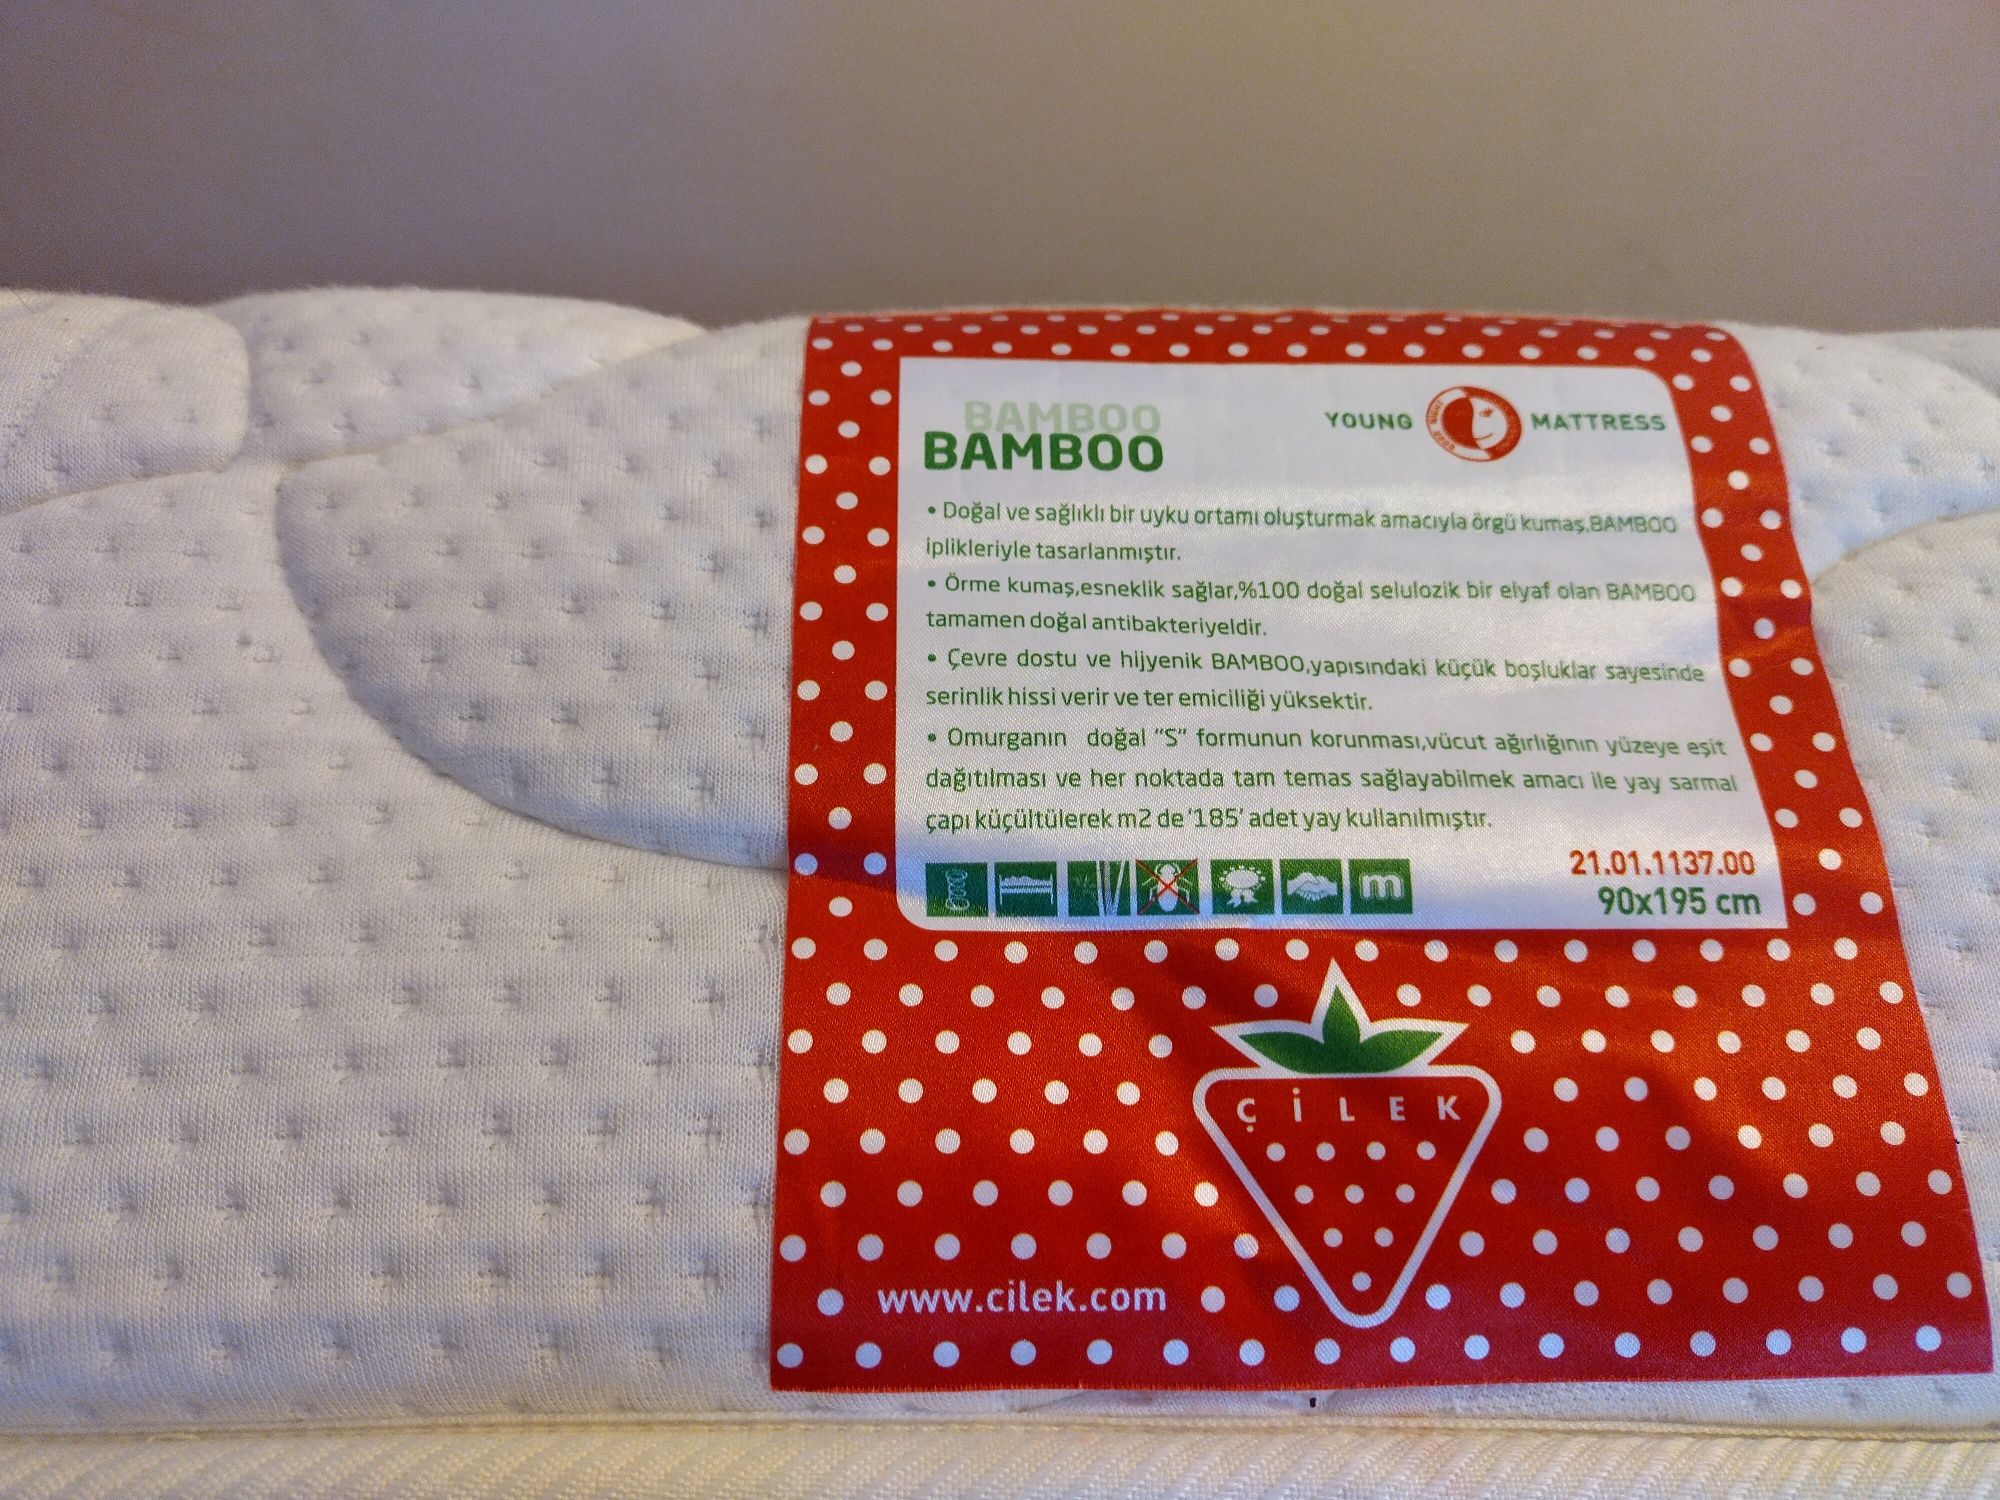 BAMBOO
BAMBOO
YOUNG MATTRESS
• Doğal ve sağlıklı bir uyku ortamı oluşturmak amacıyla örgü kumaş,BAMBOO
iplikleriyle tasarlanmıştır.
• Örme kumaş,esneklik sağlar,%100 doğal selulozik bir elyaf olan BAMBOO
tamamen doğal antibakteriyeldir.
• Çevre dostu ve hijyenik BAMBOO,yapısındaki küçük boşluklar sayesinde
serinlik hissi verir ve ter emiciliği yüksektir.
• Omurganın doğal "S" formunun korunması,vücut ağırlığının yüzeye eşit
dağıtılması ve her noktada tam temas sağlayabilmek amacı ile yay sarmal
çapı küçültülerek m2 de '185' adet yay kullanılmıştır.
m
21.01.1137.00
90x195 cm
ÇİLEK
www.cilek.com